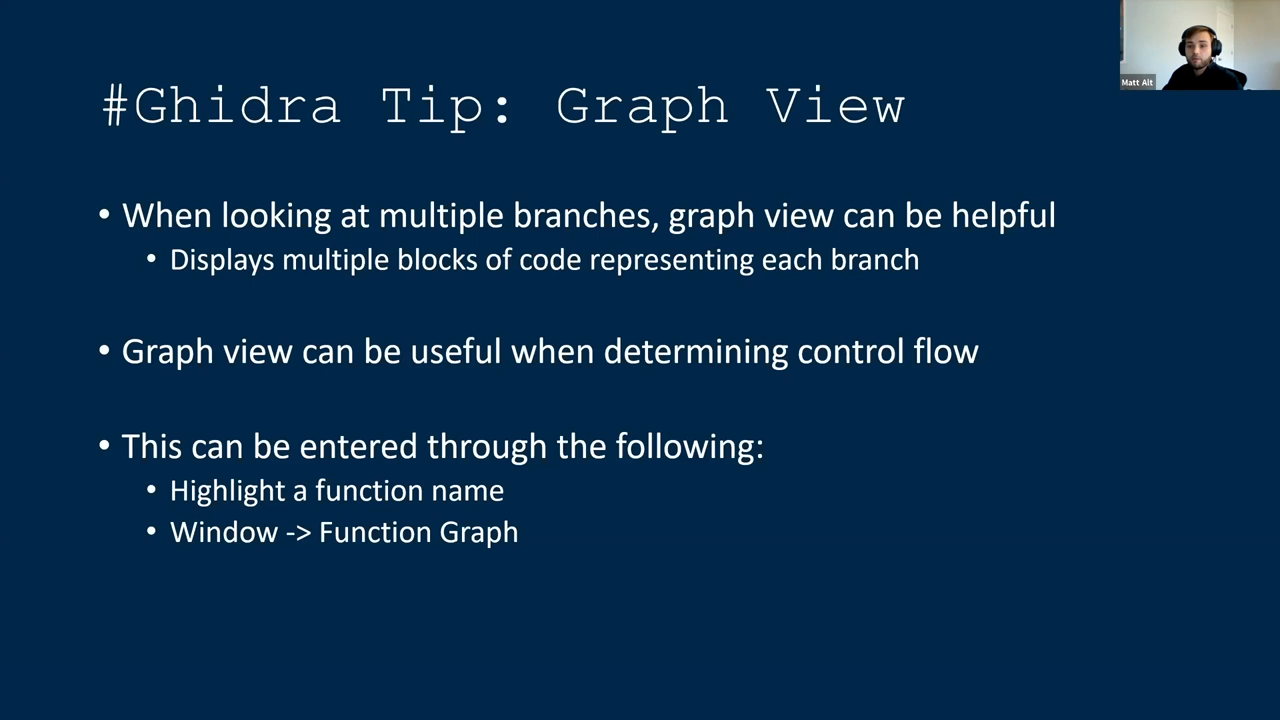 #Ghidra Tip: Graph View
Matt Alt
• When looking at multiple branches, graph view can be helpful
• Displays multiple blocks of code representing each branch
• Graph view can be useful when determining control flow
• This can be entered through the following:
• Highlight a function name
• Window -> Function Graph